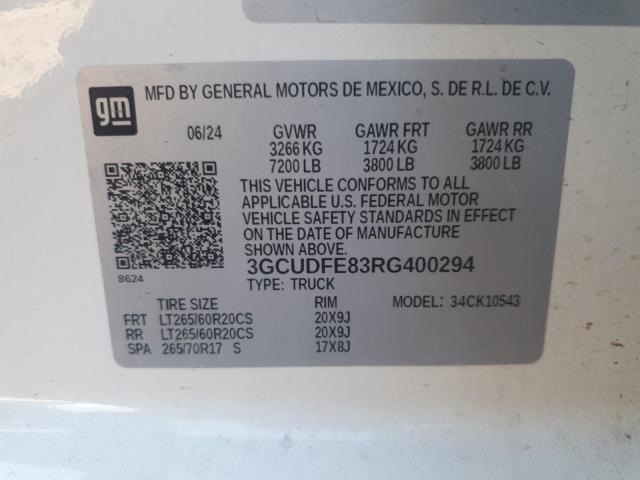 gm
MFD BY GENERAL MOTORS DE MEXICO, S. DE R.L. DE C.V.
06/24 GVWR GAWR FRT GAWR RR
3266 KG 1724 KG 1724 KG
7200 LB 3800 LB 3800 LB
THIS VEHICLE CONFORMS TO ALL
APPLICABLE U.S. FEDERAL MOTOR
VEHICLE SAFETY STANDARDS IN EFFECT
ON THE DATE OF MANUFACTURE
SHOWN ABOVE.
8624
3GCUDFE83RG400294
TYPE: TRUCK
TIRE SIZE RIM MODEL: 34CK10543
FRT LT265/60R20CS 20X9J
RR LT265/60R20CS 20X9J
SPA 265/70R17 S 17X8J